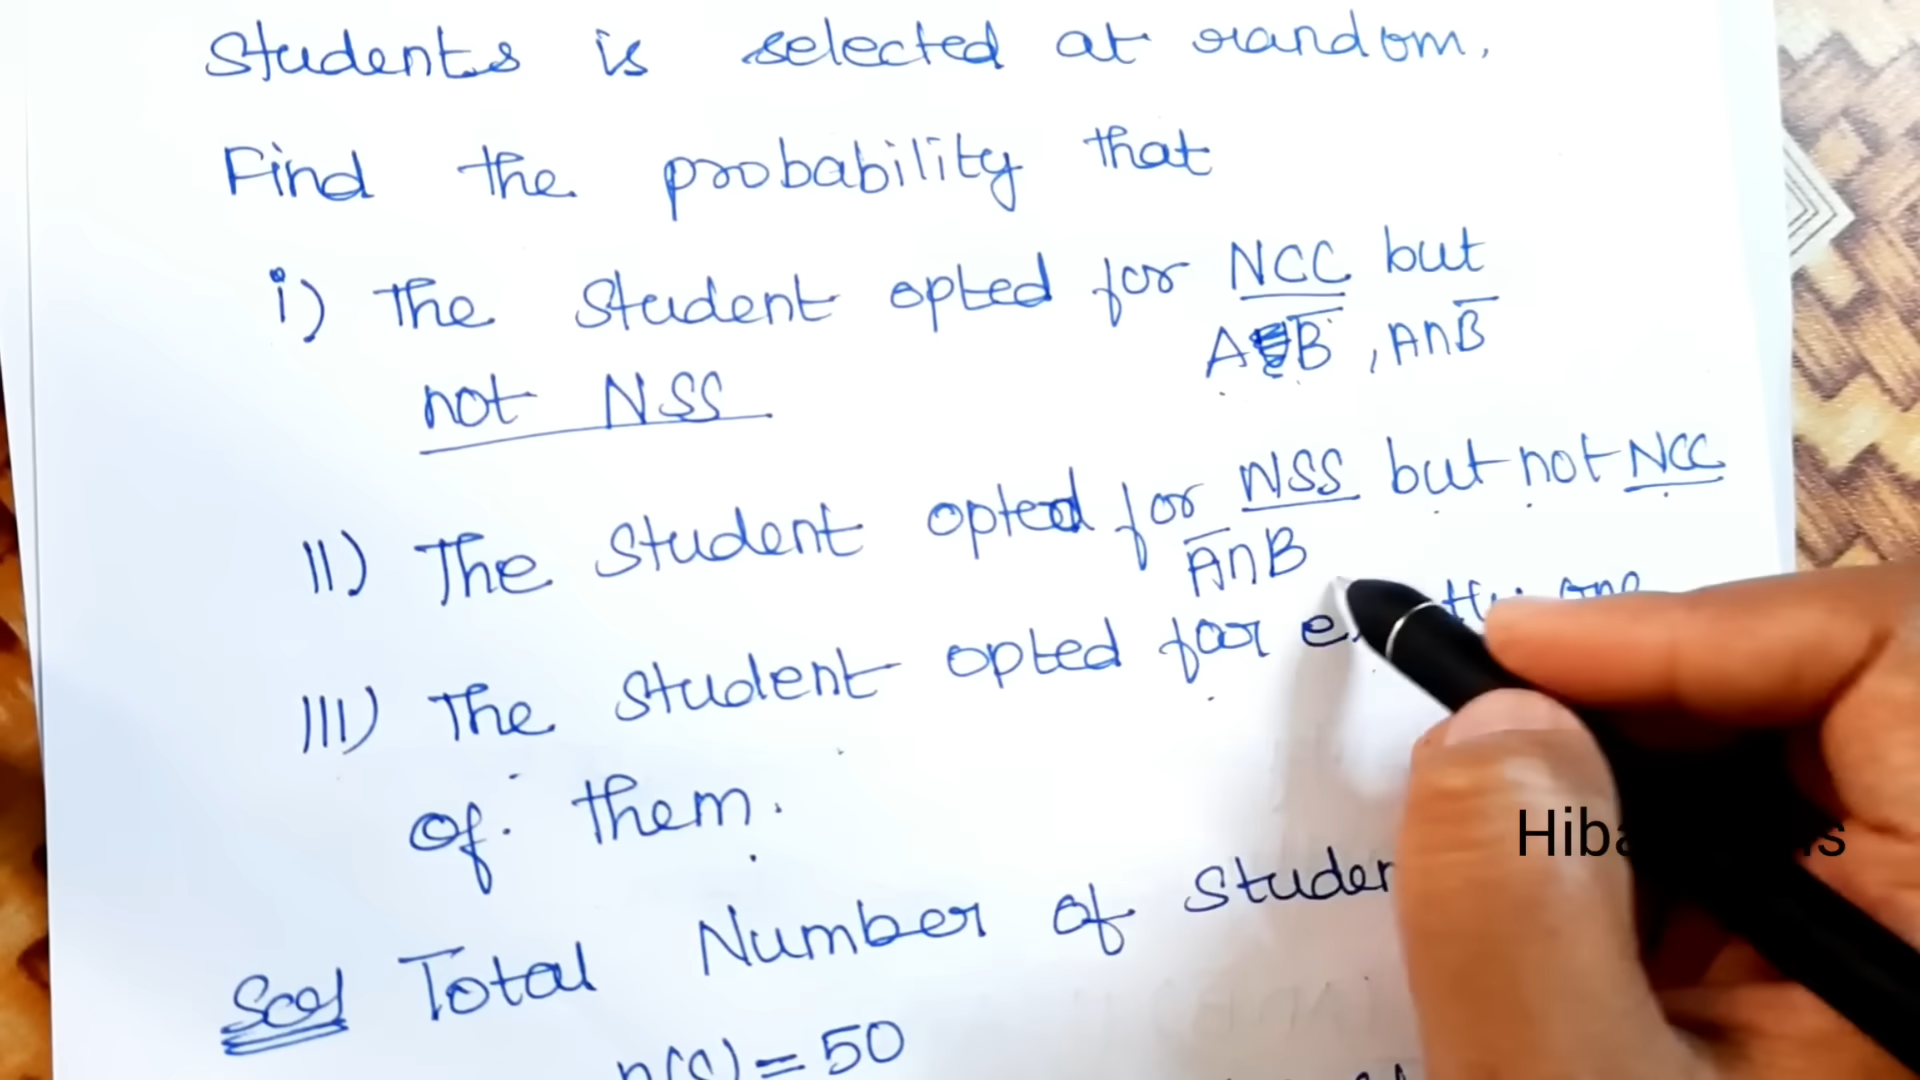 Students is selected at random.
Find the probability that
i) The Student opted for NCC but
A B̅ , A∩B̅
not NSS
II) The Student opted for NSS but not NCC
A̅∩B
III) The Student opted for one
of them.
Sol Total Number of
n(S) = 50